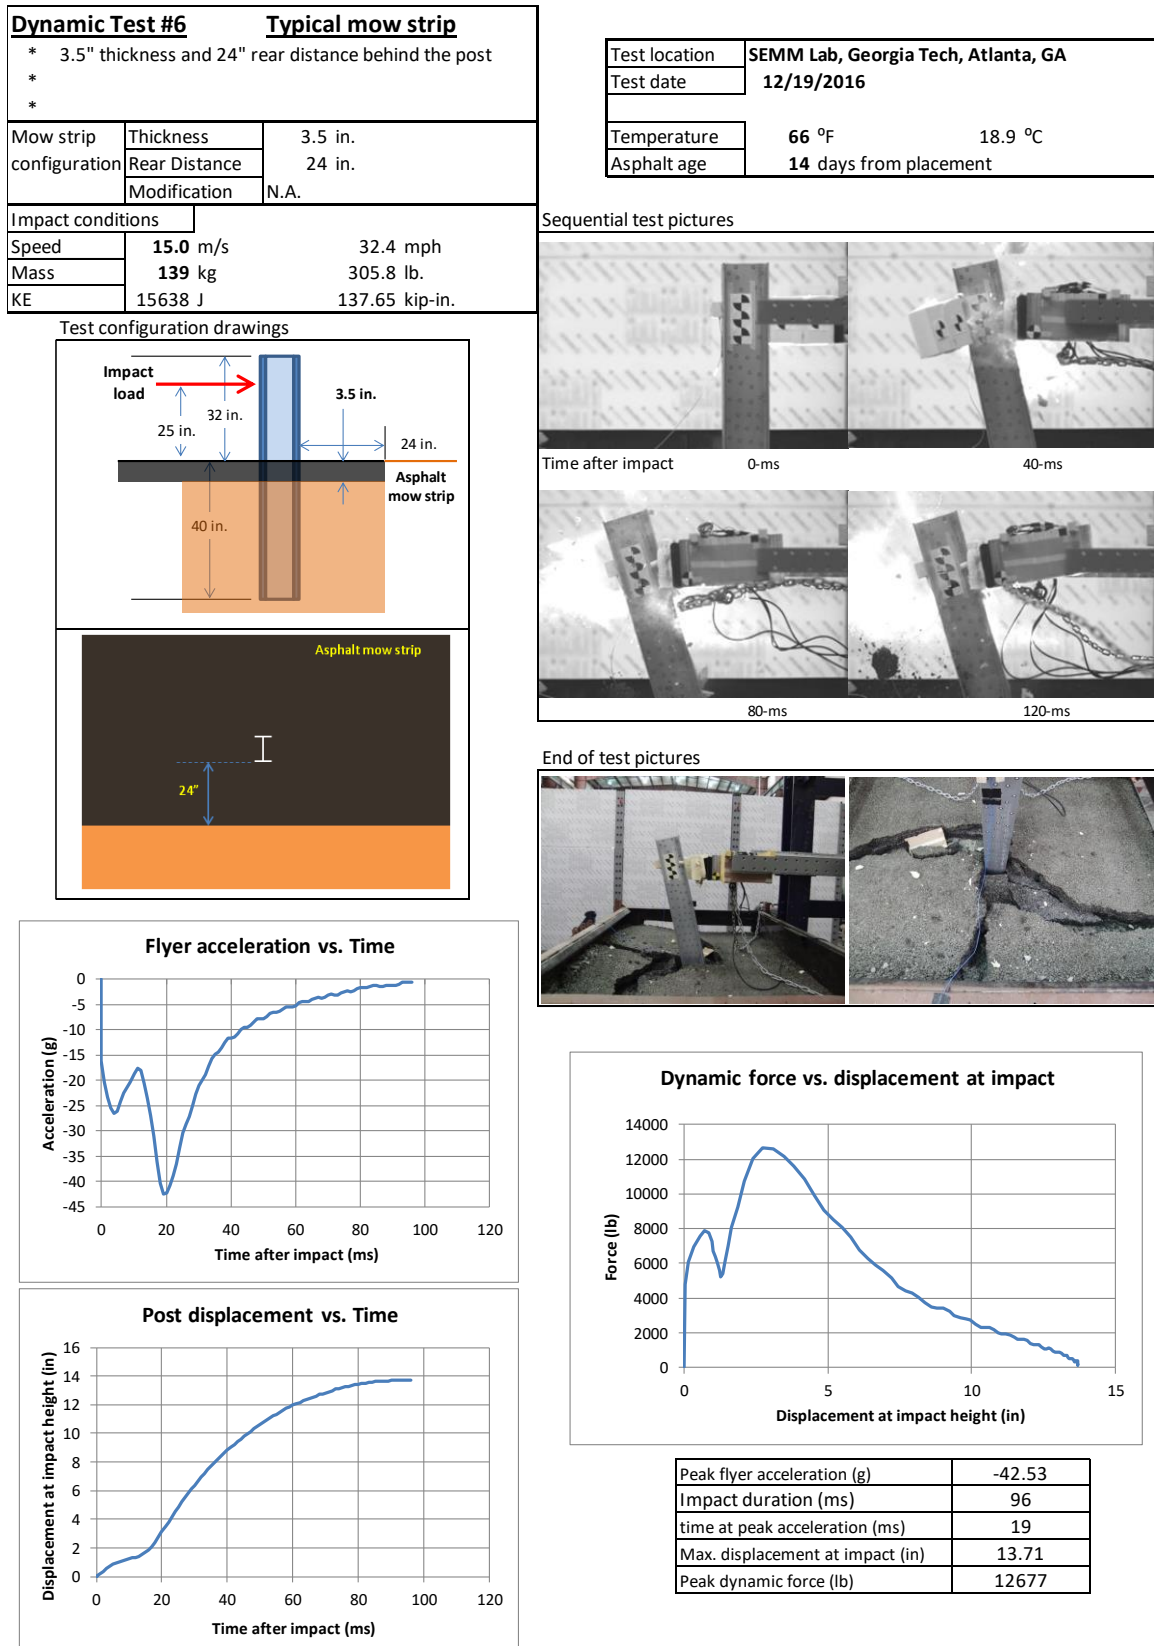 Dynamic Test #6 Typical mow strip
* 3.5" thickness and 24" rear distance behind the post
*
*
Mow strip configuration Thickness 3.5 in.
Rear Distance 24 in.
Modification N.A.
Impact conditions
Speed 15.0 m/s 32.4 mph
Mass 139 kg 305.8 lb.
KE 15638 J 137.65 kip-in.
Test location SEMM Lab, Georgia Tech, Atlanta, GA
Test date 12/19/2016
Temperature 66 °F 18.9 °C
Asphalt age 14 days from placement
Test configuration drawings
Impact
load
32 in.
25 in.
3.5 in.
24 in.
Asphalt
mow strip
40 in.
Asphalt mow strip
24"
Sequential test pictures
Time after impact 0-ms 40-ms
80-ms 120-ms
End of test pictures
Flyer acceleration vs. Time
Acceleration (g)
0
-5
-10
-15
-20
-25
-30
-35
-40
-45
0 20 40 60 80 100 120
Time after impact (ms)
Post displacement vs. Time
Displacement at impact height (in)
16
14
12
10
8
6
4
2
0
0 20 40 60 80 100 120
Time after impact (ms)
Dynamic force vs. displacement at impact
Force (lb)
14000
12000
10000
8000
6000
4000
2000
0
0 5 10 15
Displacement at impact height (in)
Peak flyer acceleration (g) -42.53
Impact duration (ms) 96
time at peak acceleration (ms) 19
Max. displacement at impact (in) 13.71
Peak dynamic force (lb) 12677